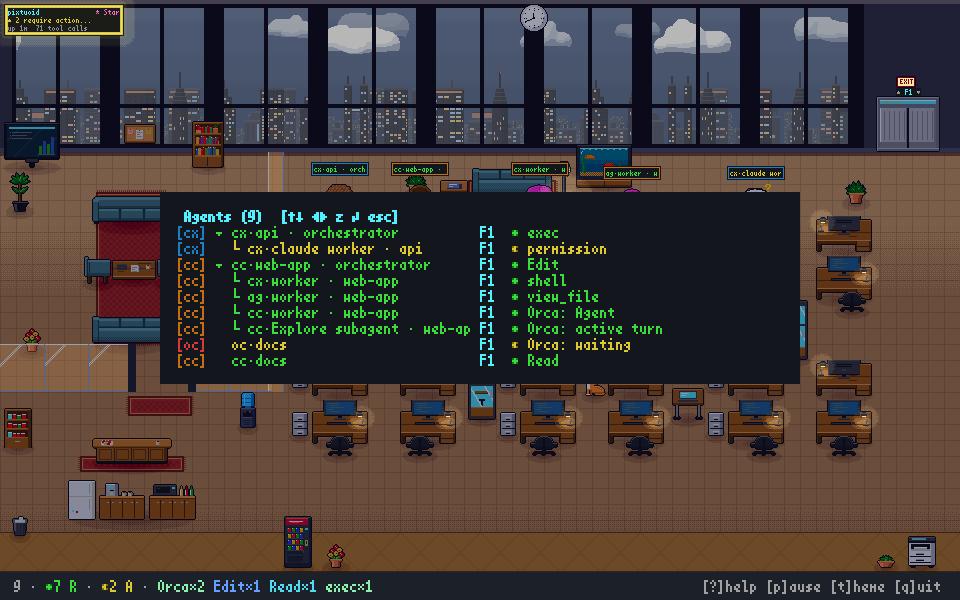 pixtuoid * Star
▲ 2 require action...
up 1m 71 tool calls
EXIT
▲ F1 ▼
cx·api · orch
cc·web-app ·
cx·worker · w
ag·worker · w
cx·claude wor
Agents (9) [↑↓ ◀▶ z ↲ esc]
[cx] ▾ cx·api · orchestrator F1 • exec
[cx] └ cx·claude worker · api F1 permission
[cc] ▾ cc·web-app · orchestrator F1 • Edit
[cc] └ cx·worker · web-app F1 • shell
[cc] └ ag·worker · web-app F1 • view_file
[cc] └ cc·worker · web-app F1 • Orca: Agent
[cc] └ cc·Explore subagent · web-ap F1 • Orca: active turn
[oc] oc·docs F1 Orca: waiting
[cc] cc·docs F1 • Read
9 · •7 R · 2 A · Orca×2 Edit×1 Read×1 exec×1 [?]help [p]ause [t]heme [q]uit